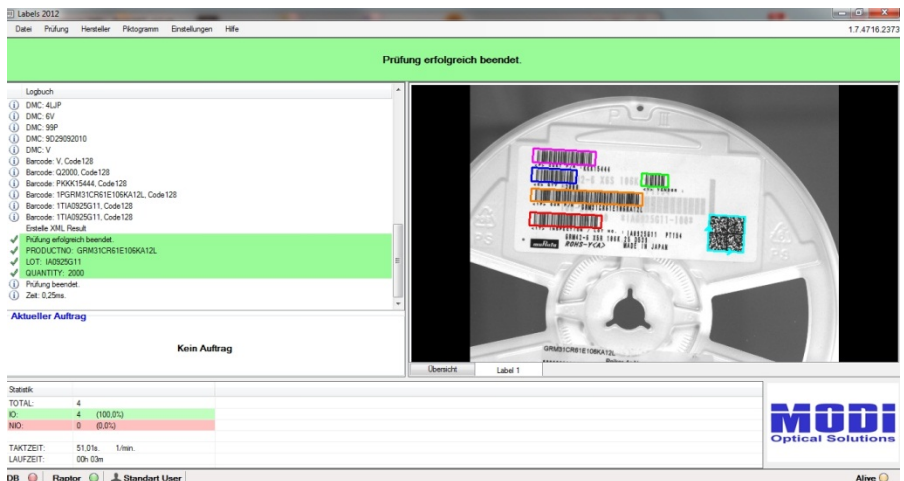 Labels 2012
Datei Prüfung Hersteller Piktogramm Einstellungen Hilfe 1.7.4716.2373
Prüfung erfolgreich beendet.
Logbuch
DMC: 4LJP
DMC: 6V
DMC: 99P
DMC: 9D29092010
DMC: V
Barcode: V, Code128
Barcode: Q2000, Code128
Barcode: PKKK15444, Code128
Barcode: 1PGRM31CR61E106KA12L, Code128
Barcode: 1TIA0925G11, Code128
Barcode: 1TIA0925G11, Code128
Erstelle XML Result
Prüfung erfolgreich beendet.
PRODUCTNO: GRM31CR61E106KA12L
LOT: IA0925G11
QUANTITY: 2000
Prüfung beendet.
Zeit: 0,25ms.
Aktueller Auftrag
Kein Auftrag
PS
muRata ROHS-Y(A) MADE IN JAPAN
GRM31CR61E106KA12L
Übersicht Label 1
Statistik
TOTAL: 4
IO: 4 (100,0%)
NIO: 0 (0,0%)
TAKTZEIT: 51,01s. 1/min.
LAUFZEIT: 00h 03m
MODI
Optical Solutions
DB Raptor Standart User Alive